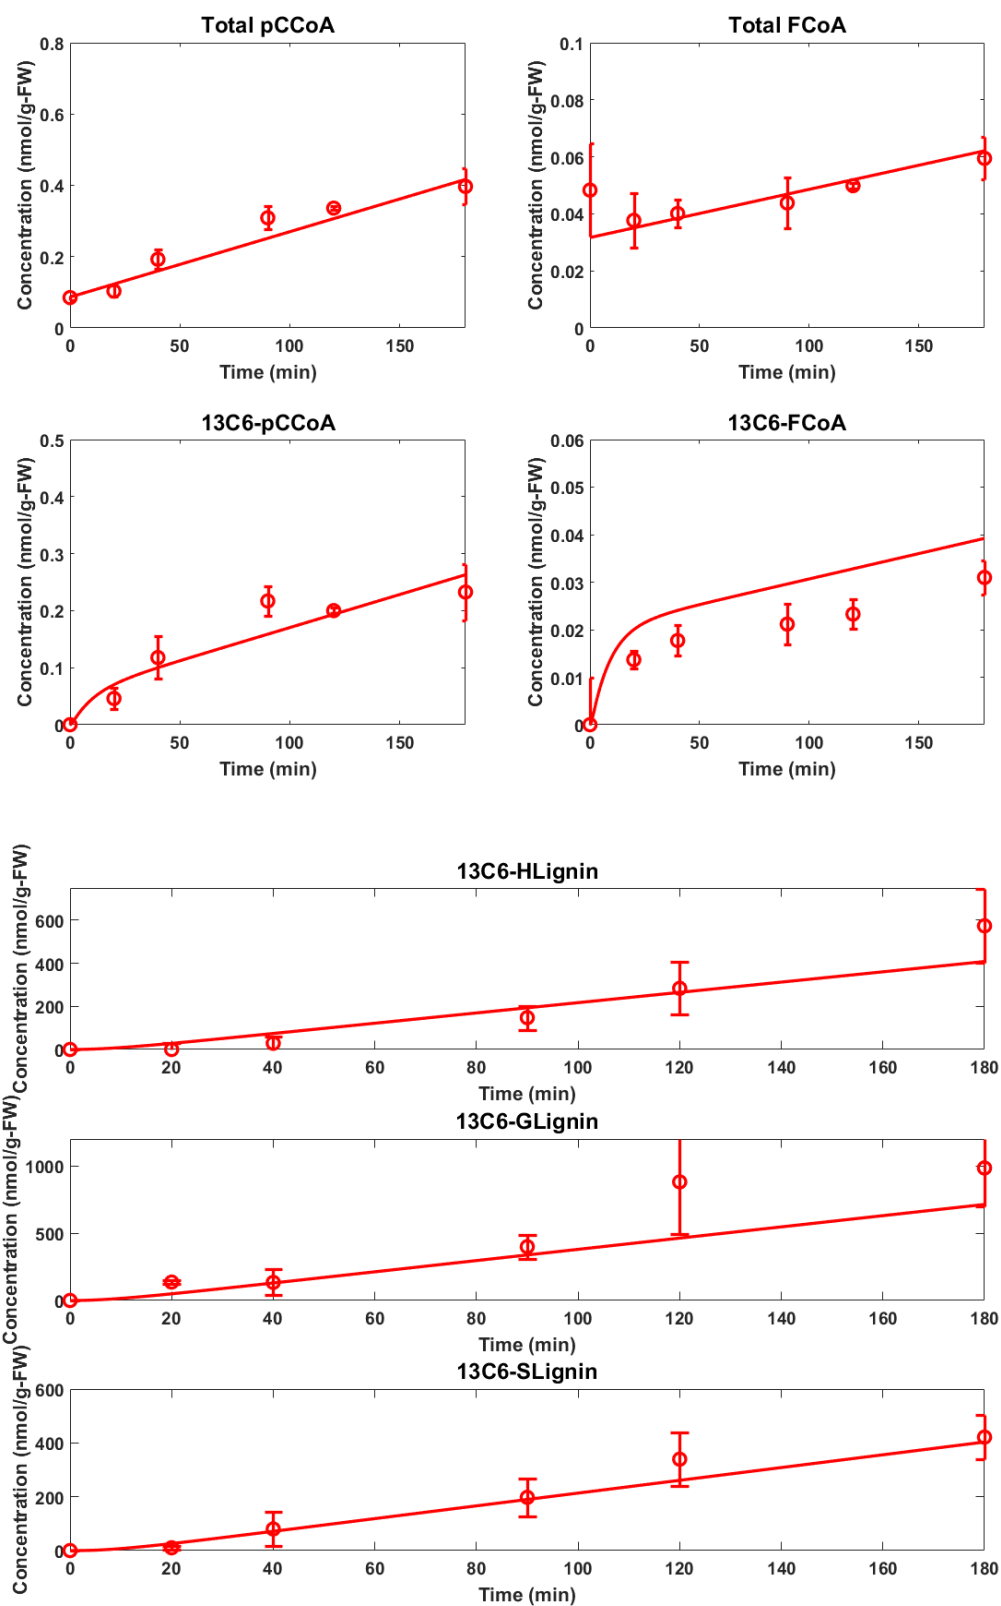 Total pCCoA
Concentration (nmol/g-FW)
0.8
0.6
0.4
0.2
0
0 50 100 150
Time (min)
Total FCoA
Concentration (nmol/g-FW)
0.1
0.08
0.06
0.04
0.02
0
0 50 100 150
Time (min)
13C6-pCCoA
Concentration (nmol/g-FW)
0.5
0.4
0.3
0.2
0.1
0
0 50 100 150
Time (min)
13C6-FCoA
Concentration (nmol/g-FW)
0.06
0.05
0.04
0.03
0.02
0.01
0
0 50 100 150
Time (min)
13C6-HLignin
Concentration (nmol/g-FW)
600
400
200
0
0 20 40 60 80 100 120 140 160 180
Time (min)
13C6-GLignin
Concentration (nmol/g-FW)
1000
500
0
0 20 40 60 80 100 120 140 160 180
Time (min)
13C6-SLignin
Concentration (nmol/g-FW)
600
400
200
0
0 20 40 60 80 100 120 140 160 180
Time (min)